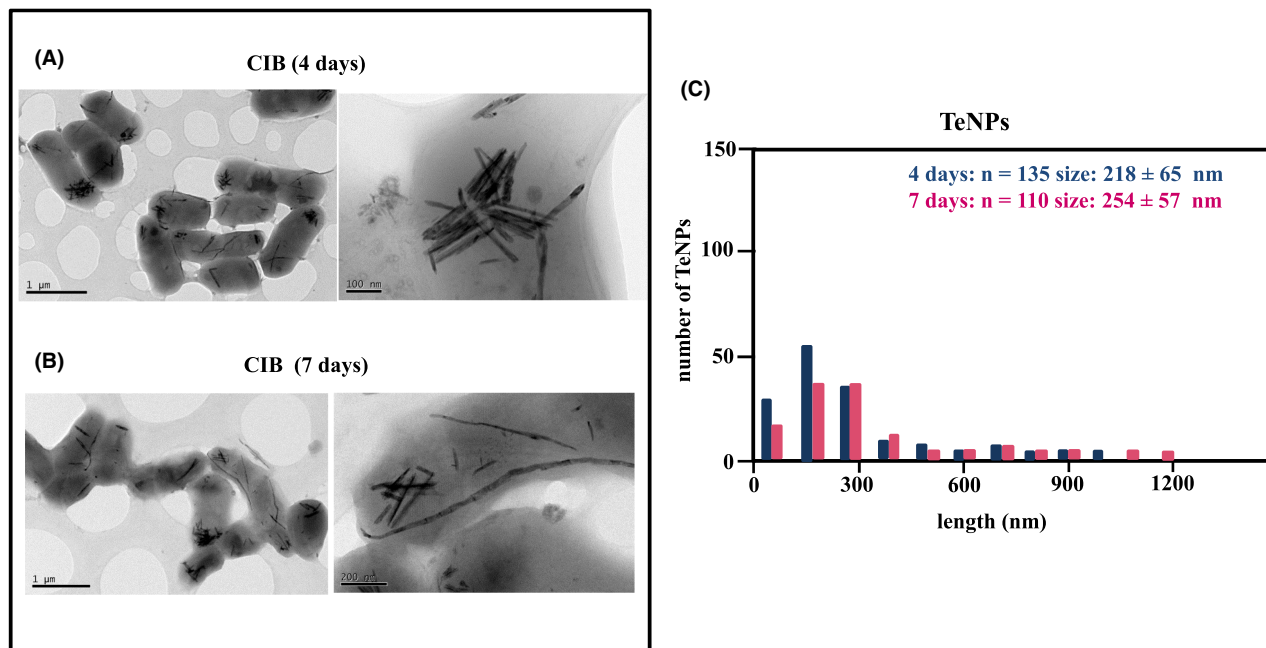 (A)
CIB (4 days)
1 µm
100 nm
(B)
CIB (7 days)
1 µm
200 nm
(C)
TeNPs
4 days: n = 135 size: 218 ± 65 nm
7 days: n = 110 size: 254 ± 57 nm
number of TeNPs
150
100
50
0
0 300 600 900 1200
length (nm)